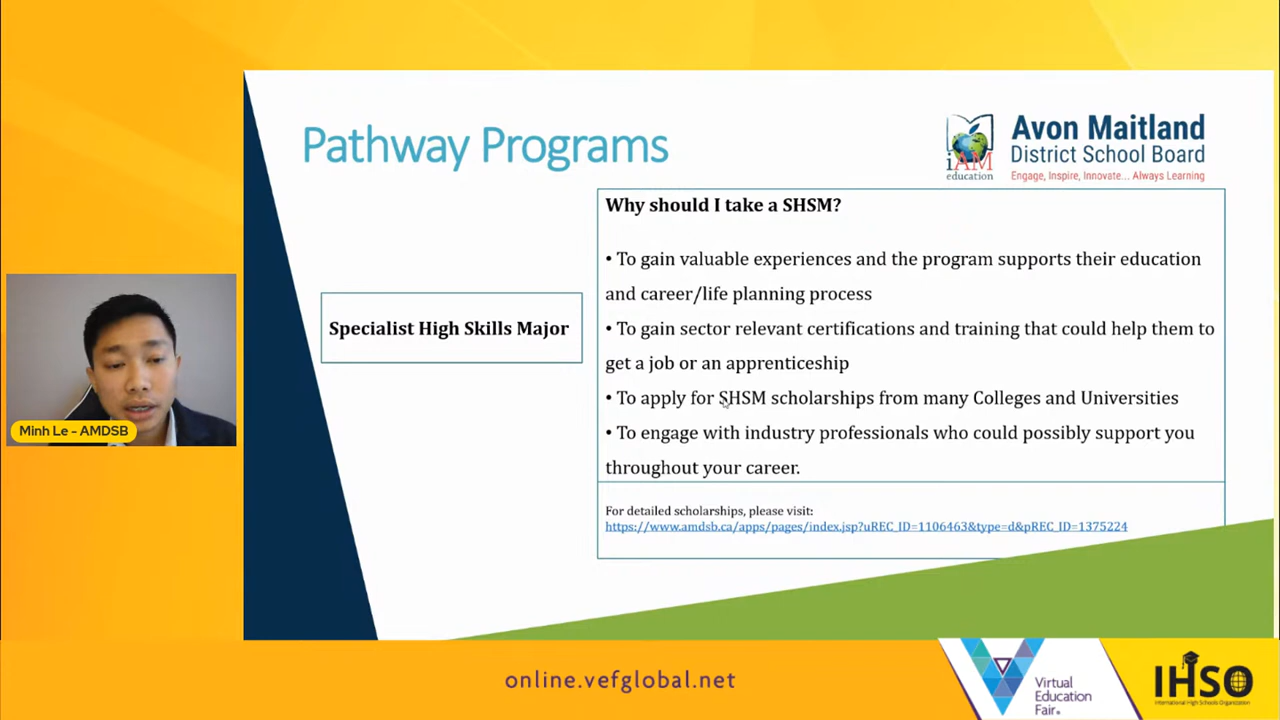 Pathway Programs
iAM
education
Avon Maitland
District School Board
Engage, Inspire, Innovate... Always Learning
Why should I take a SHSM?
• To gain valuable experiences and the program supports their education
and career/life planning process
• To gain sector relevant certifications and training that could help them to
get a job or an apprenticeship
• To apply for SHSM scholarships from many Colleges and Universities
• To engage with industry professionals who could possibly support you
throughout your career.
Specialist High Skills Major
For detailed scholarships, please visit:
https://www.amdsb.ca/apps/pages/index.jsp?uREC_ID=1106463&type=d&pREC_ID=1375224
Minh Le - AMDSB
online.vefglobal.net
Virtual
Education
Fair®
IHSO
International High Schools Organization